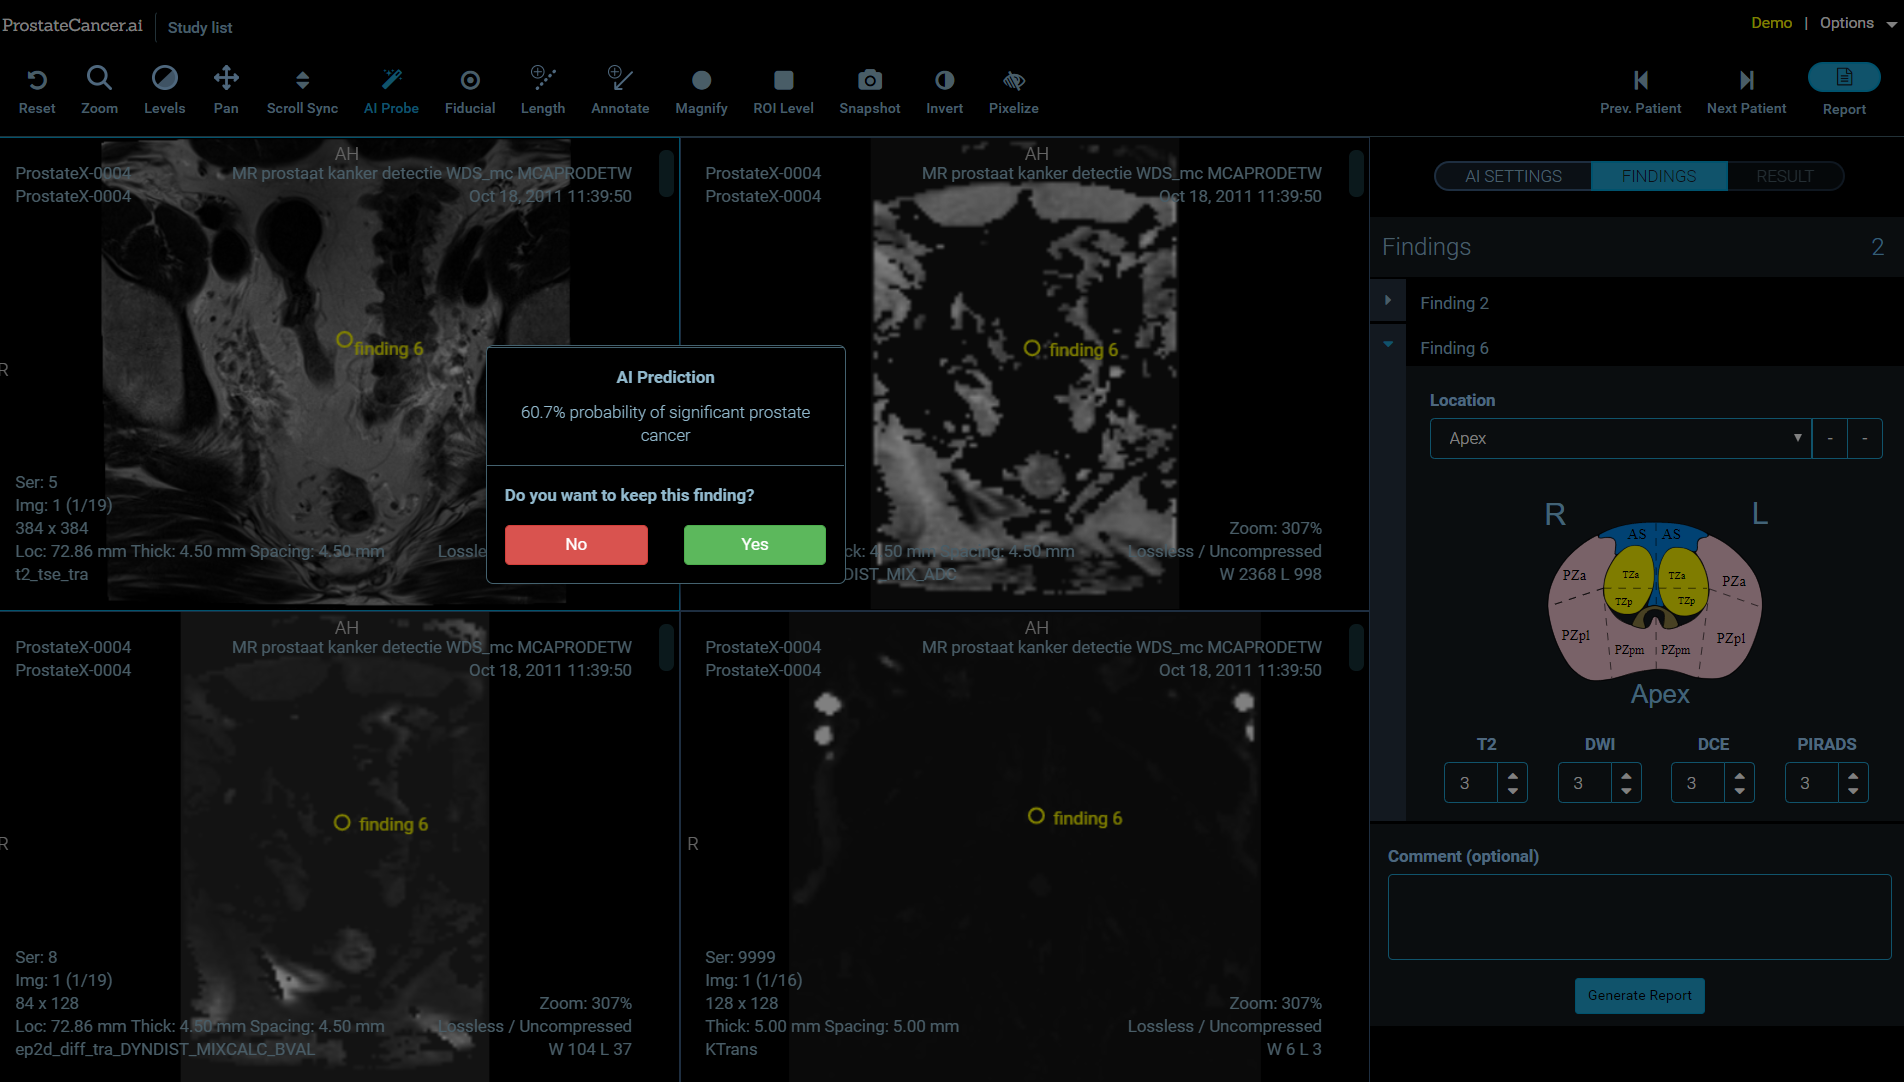 ProstateCancer.ai
Study list
Demo | Options
Reset
Zoom
Levels
Pan
Scroll Sync
AI Probe
Fiducial
Length
Annotate
Magnify
ROI Level
Snapshot
Invert
Pixelize
Prev. Patient
Next Patient
Report
AH
ProstateX-0004
MR prostaat kanker detectie WDS_mc MCAPRODETW
ProstateX-0004
Oct 18, 2011 11:39:50
finding 6
R
Ser: 5
Img: 1 (1/19)
384 x 384
Loc: 72.86 mm Thick: 4.50 mm Spacing: 4.50 mm
t2_tse_tra
AH
ProstateX-0004
MR prostaat kanker detectie WDS_mc MCAPRODETW
ProstateX-0004
Oct 18, 2011 11:39:50
finding 6
Zoom: 307%
4.50 mm Spacing: 4.50 mm
Lossless / Uncompressed
DIST_MIX_ADC
W 2368 L 998
AI Prediction
60.7% probability of significant prostate
cancer
Do you want to keep this finding?
No
Yes
AH
ProstateX-0004
MR prostaat kanker detectie WDS_mc MCAPRODETW
ProstateX-0004
Oct 18, 2011 11:39:50
finding 6
R
Ser: 8
Img: 1 (1/19)
84 x 128
Zoom: 307%
Loc: 72.86 mm Thick: 4.50 mm Spacing: 4.50 mm
Lossless / Uncompressed
ep2d_diff_tra_DYNDIST_MIXCALC_BVAL
W 104 L 37
AH
ProstateX-0004
MR prostaat kanker detectie WDS_mc MCAPRODETW
ProstateX-0004
Oct 18, 2011 11:39:50
finding 6
R
Ser: 9999
Img: 1 (1/16)
128 x 128
Zoom: 307%
Thick: 5.00 mm Spacing: 5.00 mm
Lossless / Uncompressed
KTrans
W 6 L 3
AI SETTINGS
FINDINGS
RESULT
Findings
2
Finding 2
Finding 6
Location
Apex
-
-
R
L
AS AS
PZa TZa TZa PZa
TZp TZp
PZpl PZpl
PZpm PZpm
Apex
T2 DWI DCE PIRADS
3 3 3 3
Comment (optional)
Generate Report